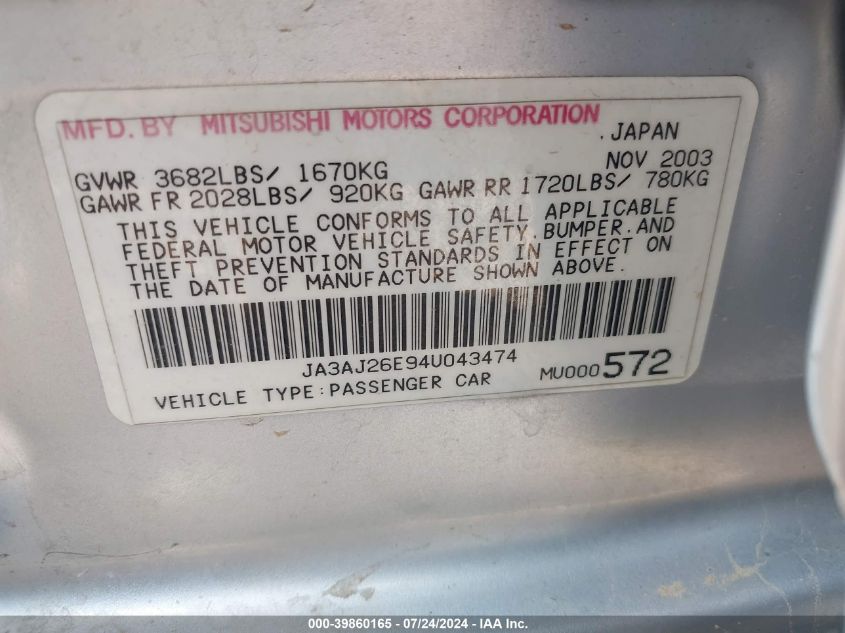 MFD. BY MITSUBISHI MOTORS CORPORATION
.JAPAN
GVWR 3682LBS/ 1670KG NOV 2003
GAWR FR 2028LBS/ 920KG GAWR RR 1720LBS/ 780KG
THIS VEHICLE CONFORMS TO ALL APPLICABLE
FEDERAL MOTOR VEHICLE SAFETY, BUMPER, AND
THEFT PREVENTION STANDARDS IN EFFECT ON
THE DATE OF MANUFACTURE SHOWN ABOVE.
JA3AJ26E94U043474
VEHICLE TYPE:PASSENGER CAR MU000572
000-39860165 - 07/24/2024 - IAA Inc.